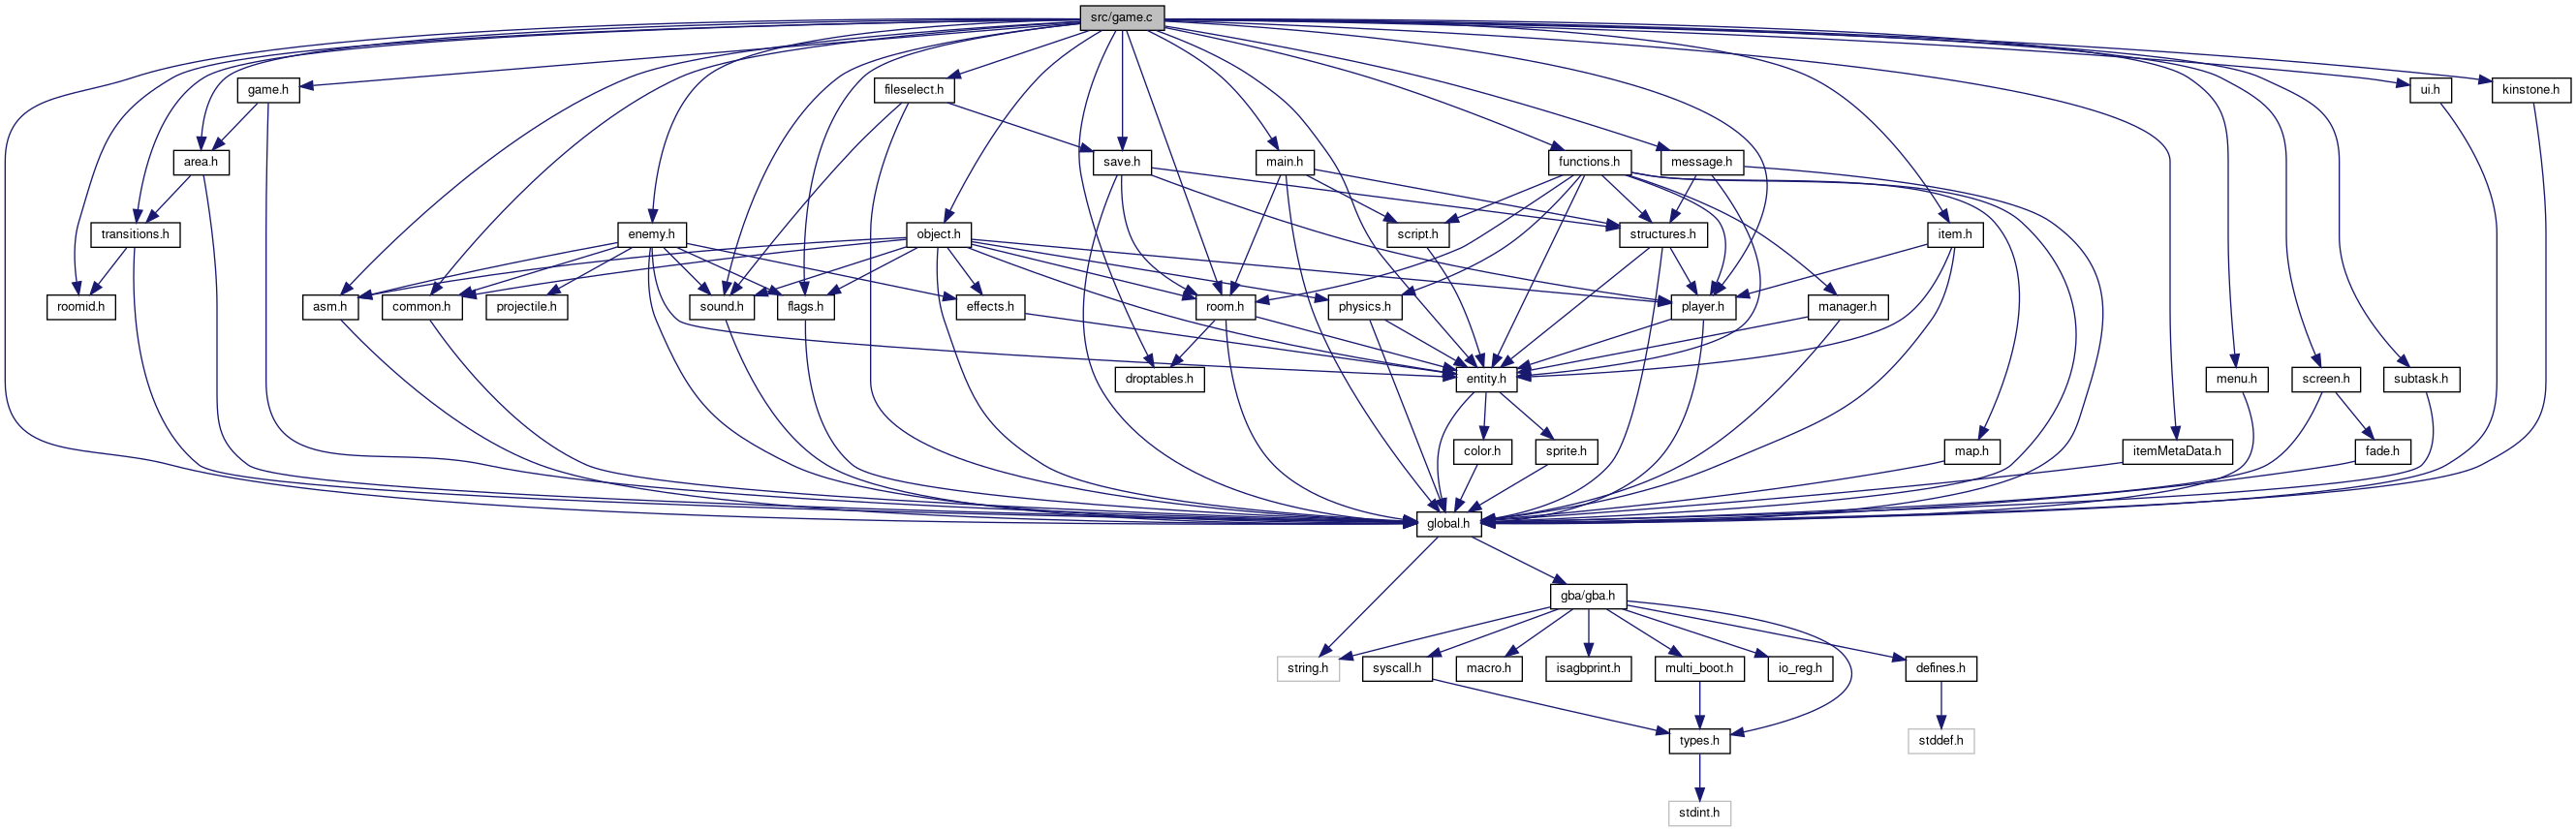 src/game.c
game.h
fileselect.h
ui.h
kinstone.h
area.h
save.h
main.h
functions.h
message.h
transitions.h
enemy.h
object.h
script.h
structures.h
item.h
roomid.h
asm.h
common.h
projectile.h
sound.h
flags.h
effects.h
room.h
physics.h
player.h
manager.h
droptables.h
entity.h
menu.h
screen.h
subtask.h
color.h
sprite.h
map.h
itemMetaData.h
fade.h
global.h
gba/gba.h
string.h
syscall.h
macro.h
isagbprint.h
multi_boot.h
io_reg.h
defines.h
types.h
stddef.h
stdint.h